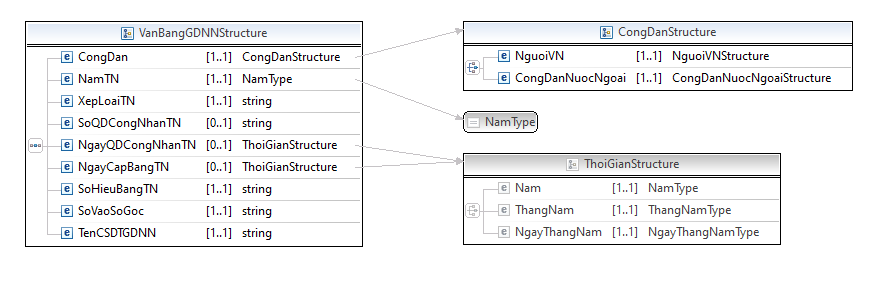 VanBangGDNNStructure
CongDan [1..1] CongDanStructure
NamTN [1..1] NamType
XepLoaiTN [1..1] string
SoQDCongNhanTN [0..1] string
NgayQDCongNhanTN [0..1] ThoiGianStructure
NgayCapBangTN [0..1] ThoiGianStructure
SoHieuBangTN [1..1] string
SoVaoSoGoc [1..1] string
TenCSDTGDNN [1..1] string
CongDanStructure
NguoiVN [1..1] NguoiVNStructure
CongDanNuocNgoai [1..1] CongDanNuocNgoaiStructure
NamType
ThoiGianStructure
Nam [1..1] NamType
ThangNam [1..1] ThangNamType
NgayThangNam [1..1] NgayThangNamType